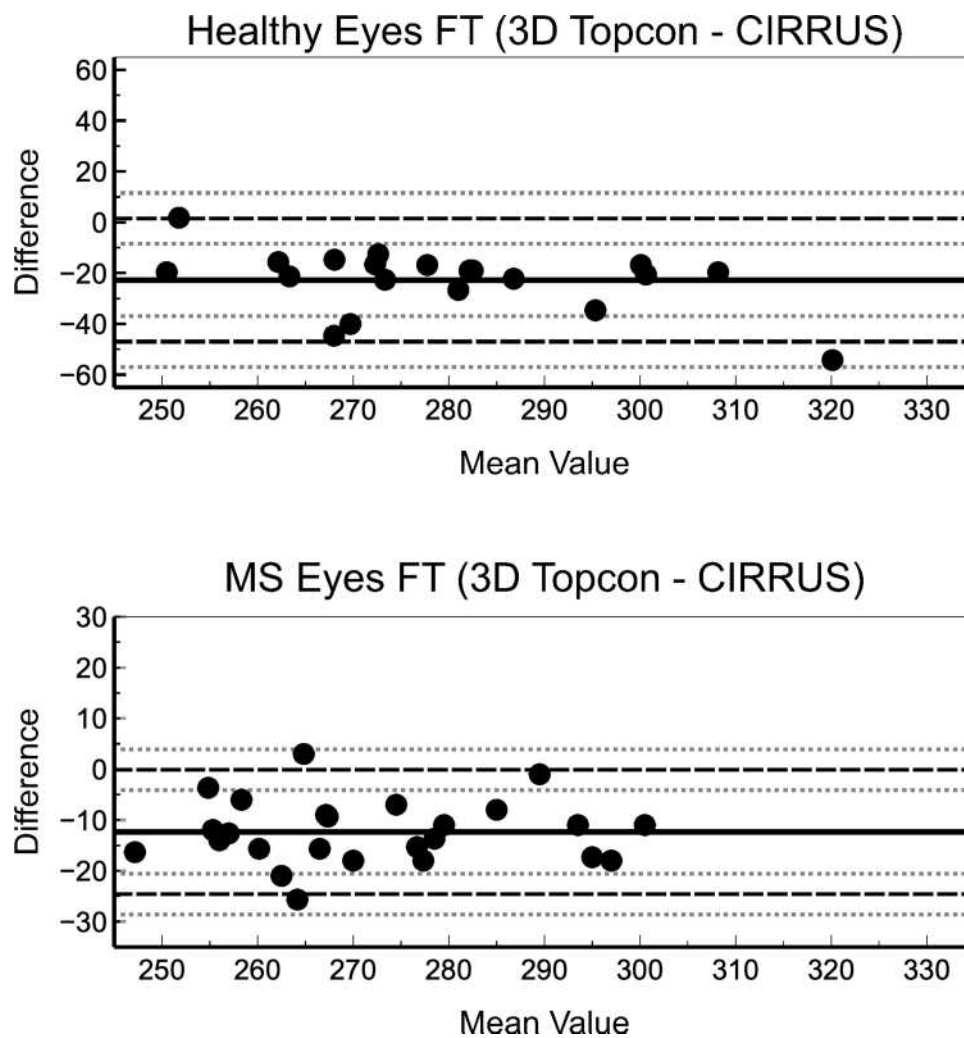 Healthy Eyes FT (3D Topcon - CIRRUS)
60
40
20
0
−20
−40
−60
Difference
250 260 270 280 290 300 310 320 330
Mean Value
MS Eyes FT (3D Topcon - CIRRUS)
30
20
10
0
−10
−20
−30
Difference
250 260 270 280 290 300 310 320 330
Mean Value